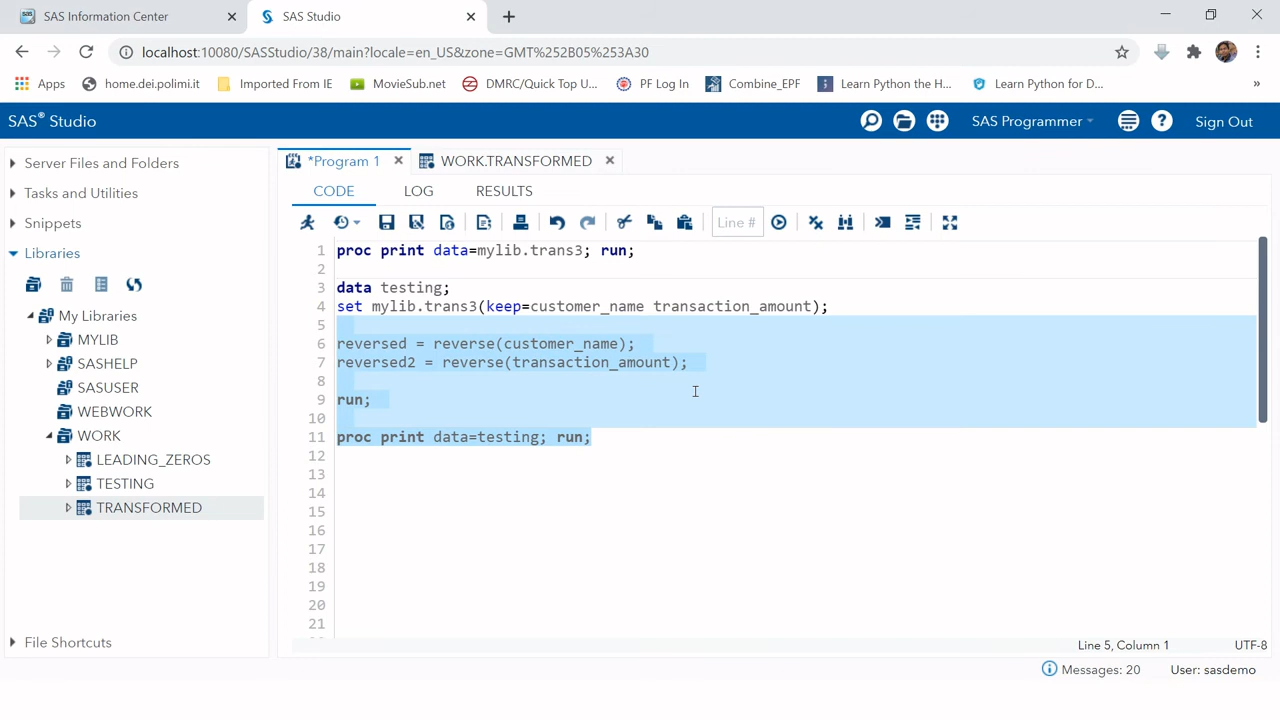 SAS Information Center
SAS Studio
localhost:10080/SASStudio/38/main?locale=en_US&zone=GMT%252B05%253A30
Apps
home.dei.polimi.it
Imported From IE
MovieSub.net
DMRC/Quick Top U...
PF Log In
Combine_EPF
Learn Python the H...
Learn Python for D...
»
SAS® Studio
SAS Programmer
Sign Out
Server Files and Folders
Tasks and Utilities
Snippets
Libraries
My Libraries
MYLIB
SASHELP
SASUSER
WEBWORK
WORK
LEADING_ZEROS
TESTING
TRANSFORMED
File Shortcuts
*Program 1
WORK.TRANSFORMED
CODE
LOG
RESULTS
Line #
1 proc print data=mylib.trans3; run;
2
3 data testing;
4 set mylib.trans3(keep=customer_name transaction_amount);
5
6 reversed = reverse(customer_name);
7 reversed2 = reverse(transaction_amount);
8
9 run;
10
11 proc print data=testing; run;
12
13
14
15
16
17
18
19
20
21
Line 5, Column 1
UTF-8
Messages: 20
User: sasdemo